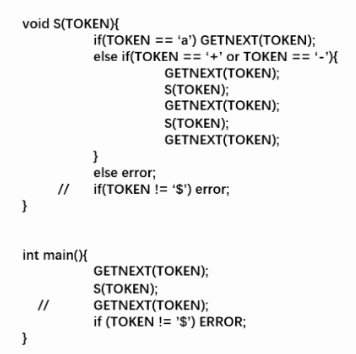 void S(TOKEN){
if(TOKEN == 'a') GETNEXT(TOKEN);
else if(TOKEN == '+' or TOKEN == '-'){
GETNEXT(TOKEN);
S(TOKEN);
GETNEXT(TOKEN);
S(TOKEN);
GETNEXT(TOKEN);
}
else error;
// if(TOKEN != '$') error;
}
int main(){
GETNEXT(TOKEN);
S(TOKEN);
// GETNEXT(TOKEN);
if (TOKEN != '$') ERROR;
}